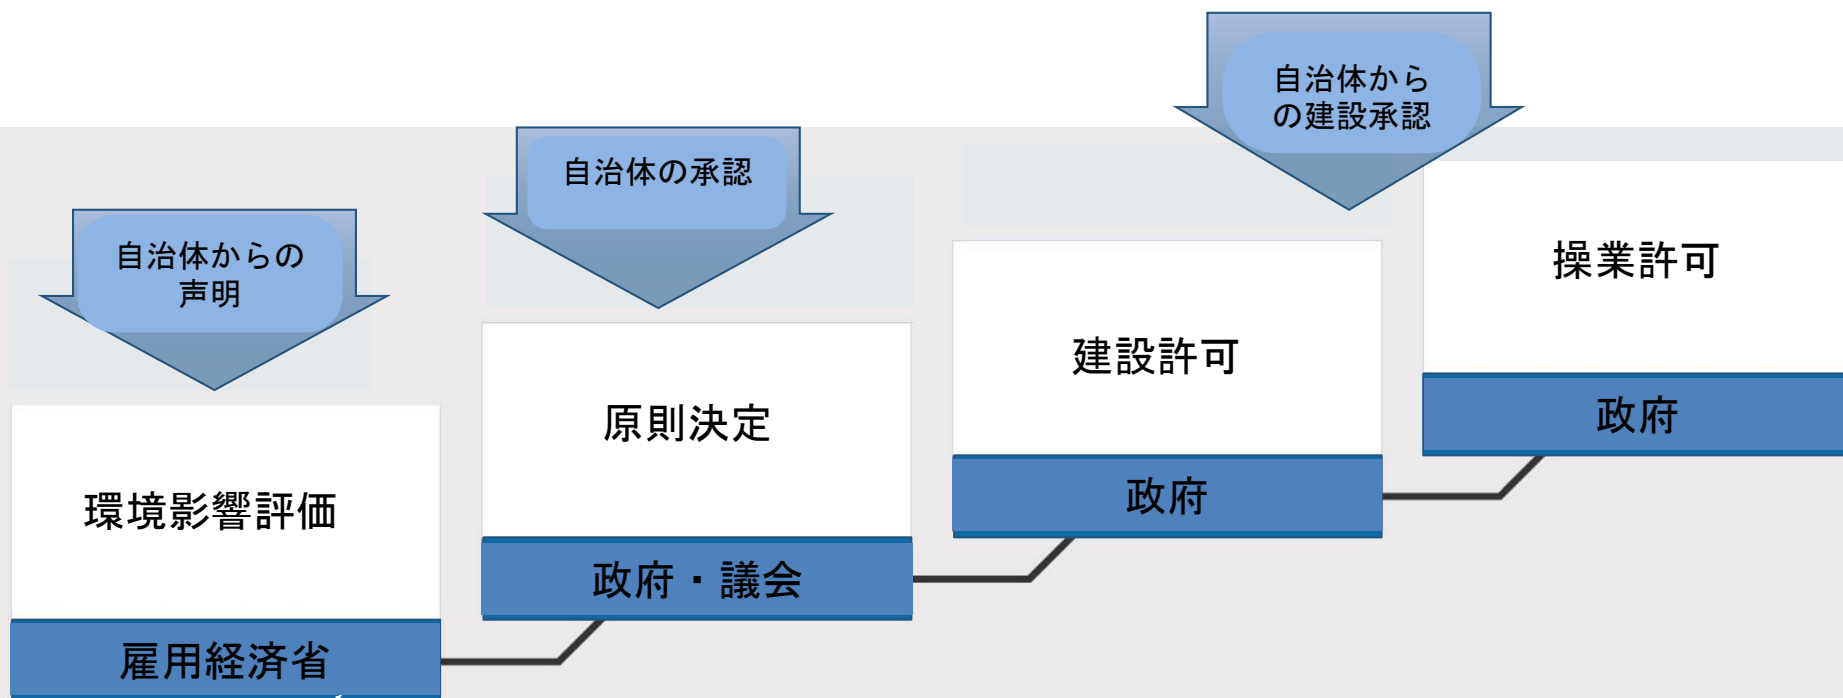 自治体からの
声明
環境影響評価
雇用経済省
自治体の承認
原則決定
政府・議会
自治体から
の建設承認
建設許可
政府
操業許可
政府